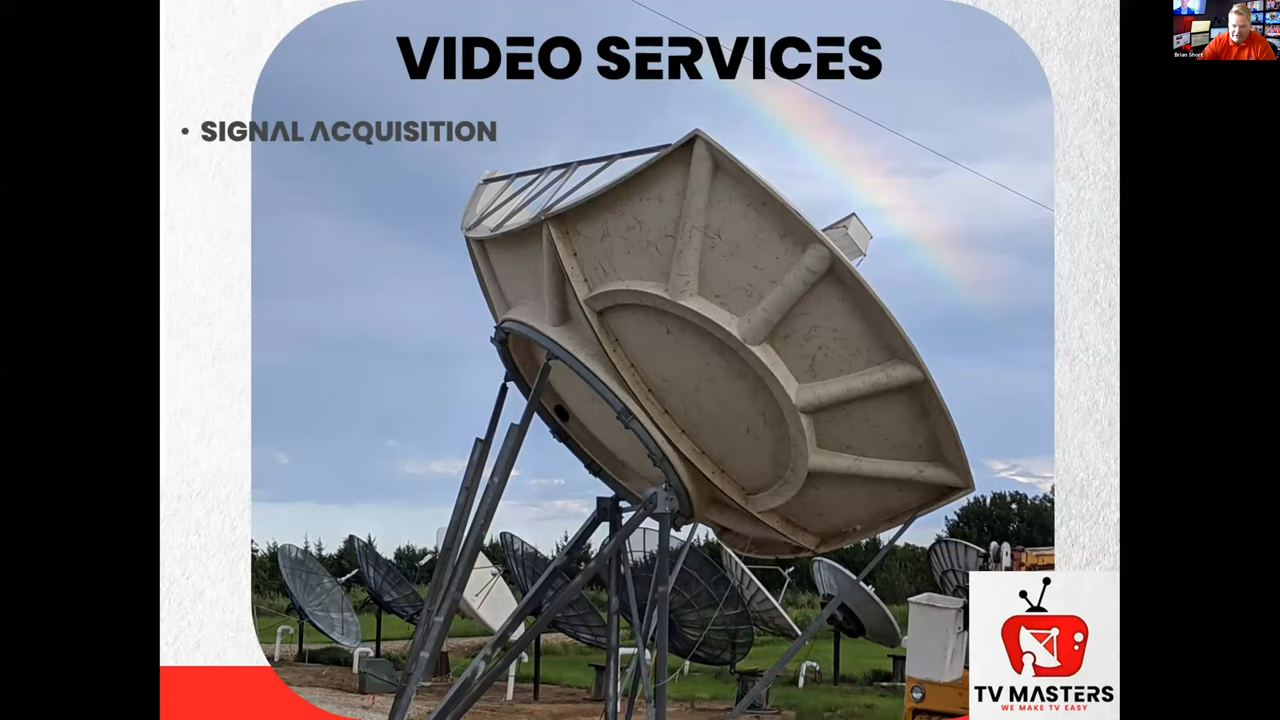 VIDEO SERVICES
• SIGNAL ACQUISITION
TV MASTERS
WE MAKE TV EASY